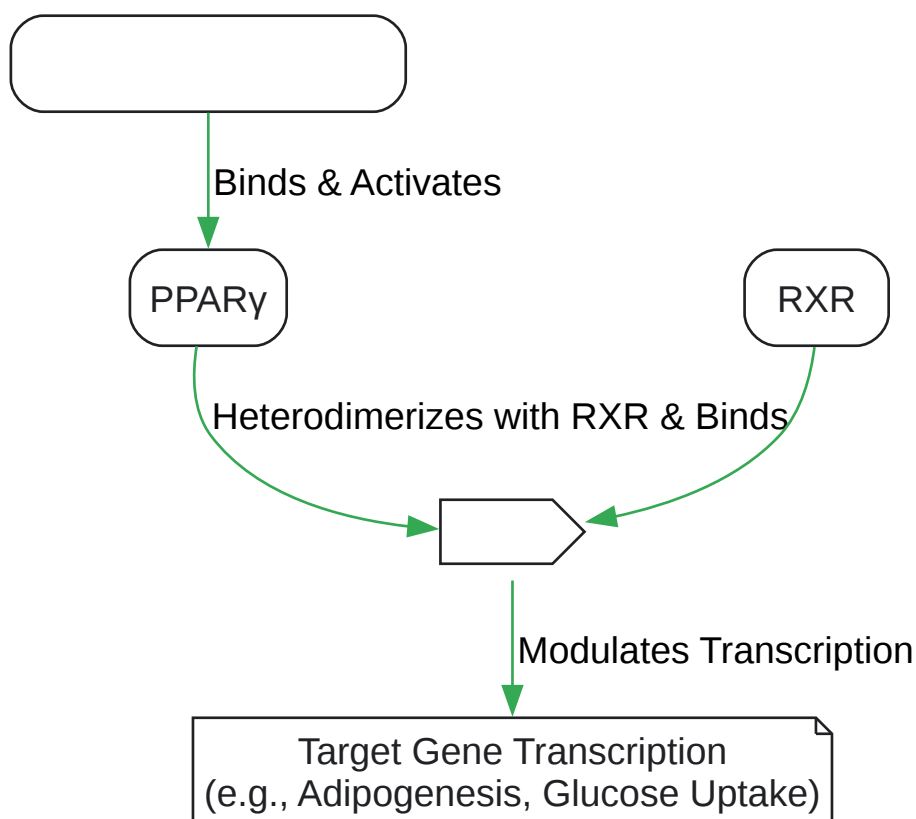 Binds & Activates
PPARγ
RXR
Heterodimerizes with RXR & Binds
Modulates Transcription
Target Gene Transcription
(e.g., Adipogenesis, Glucose Uptake)